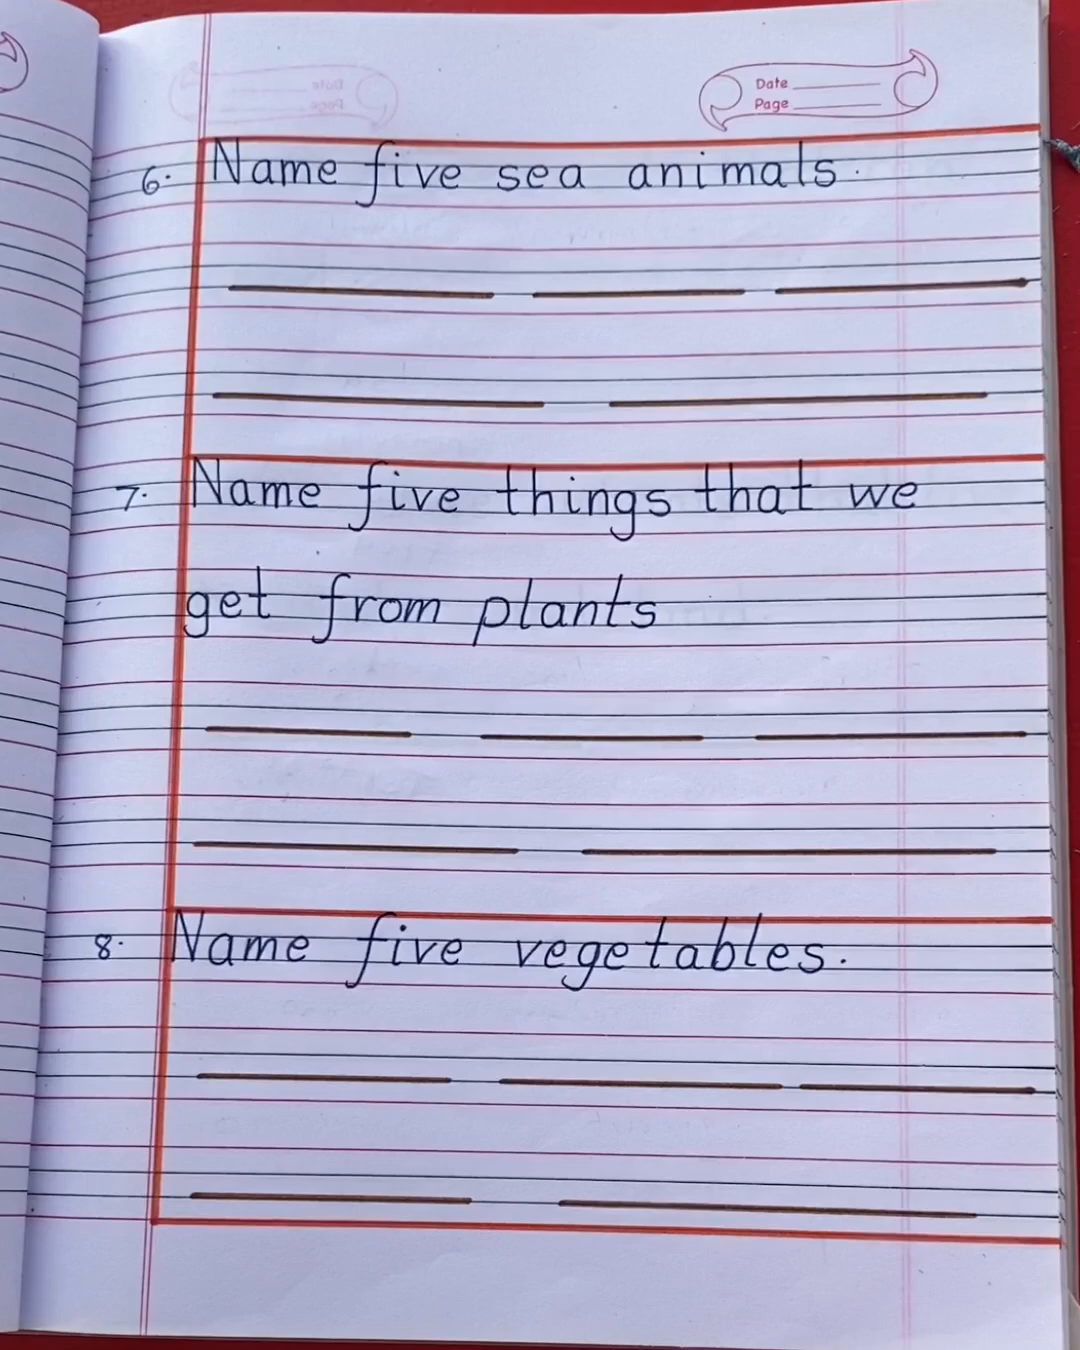 Date
Page
6. Name five sea animals.
7. Name five things that we
get from plants
8. Name five vegetables.